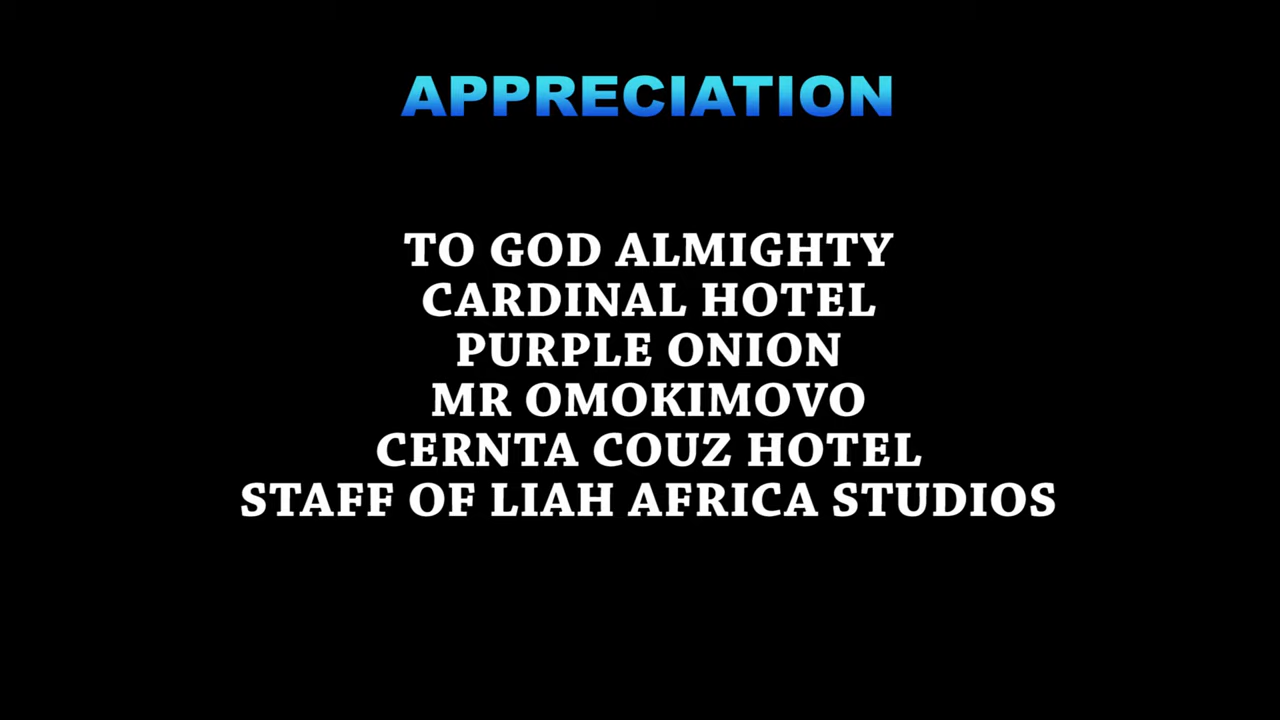 APPRECIATION
TO GOD ALMIGHTY
CARDINAL HOTEL
PURPLE ONION
MR OMOKIMOVO
CERNTA COUZ HOTEL
STAFF OF LIAH AFRICA STUDIOS